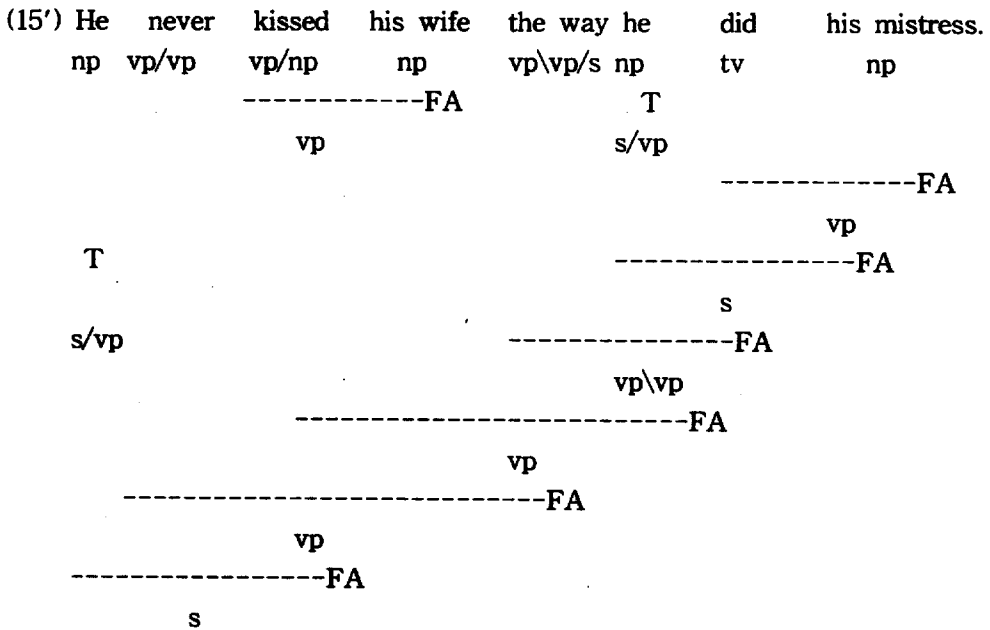 (15′) He never kissed his wife the way he did his mistress.
np vp/vp vp/np np vp\vp/s np tv np
------------FA T
vp s/vp
-------------FA
vp
T ----------------FA
s
s/vp ---------------FA
vp\vp
--------------------------FA
vp
----------------------------FA
vp
-----------------FA
s